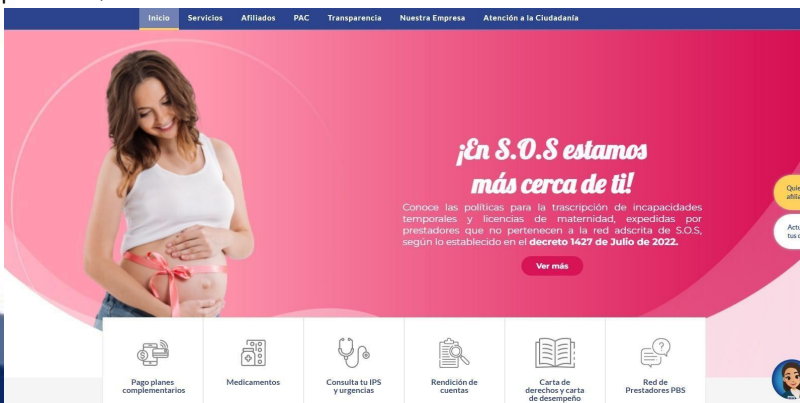 Inicio Servicios Afiliados PAC Transparencia Nuestra Empresa Atención a la Ciudadanía
¡En S.O.S estamos
más cerca de ti!
Conoce las políticas para la trascripción de incapacidades
temporales y licencias de maternidad, expedidas por
prestadores que no pertenecen a la red adscrita de S.O.S,
según lo establecido en el decreto 1427 de Julio de 2022.
Ver más
Pago planes
complementarios
Medicamentos
Consulta tu IPS
y urgencias
Rendición de
cuentas
Carta de
derechos y carta
de desempeño
Red de
Prestadores PBS